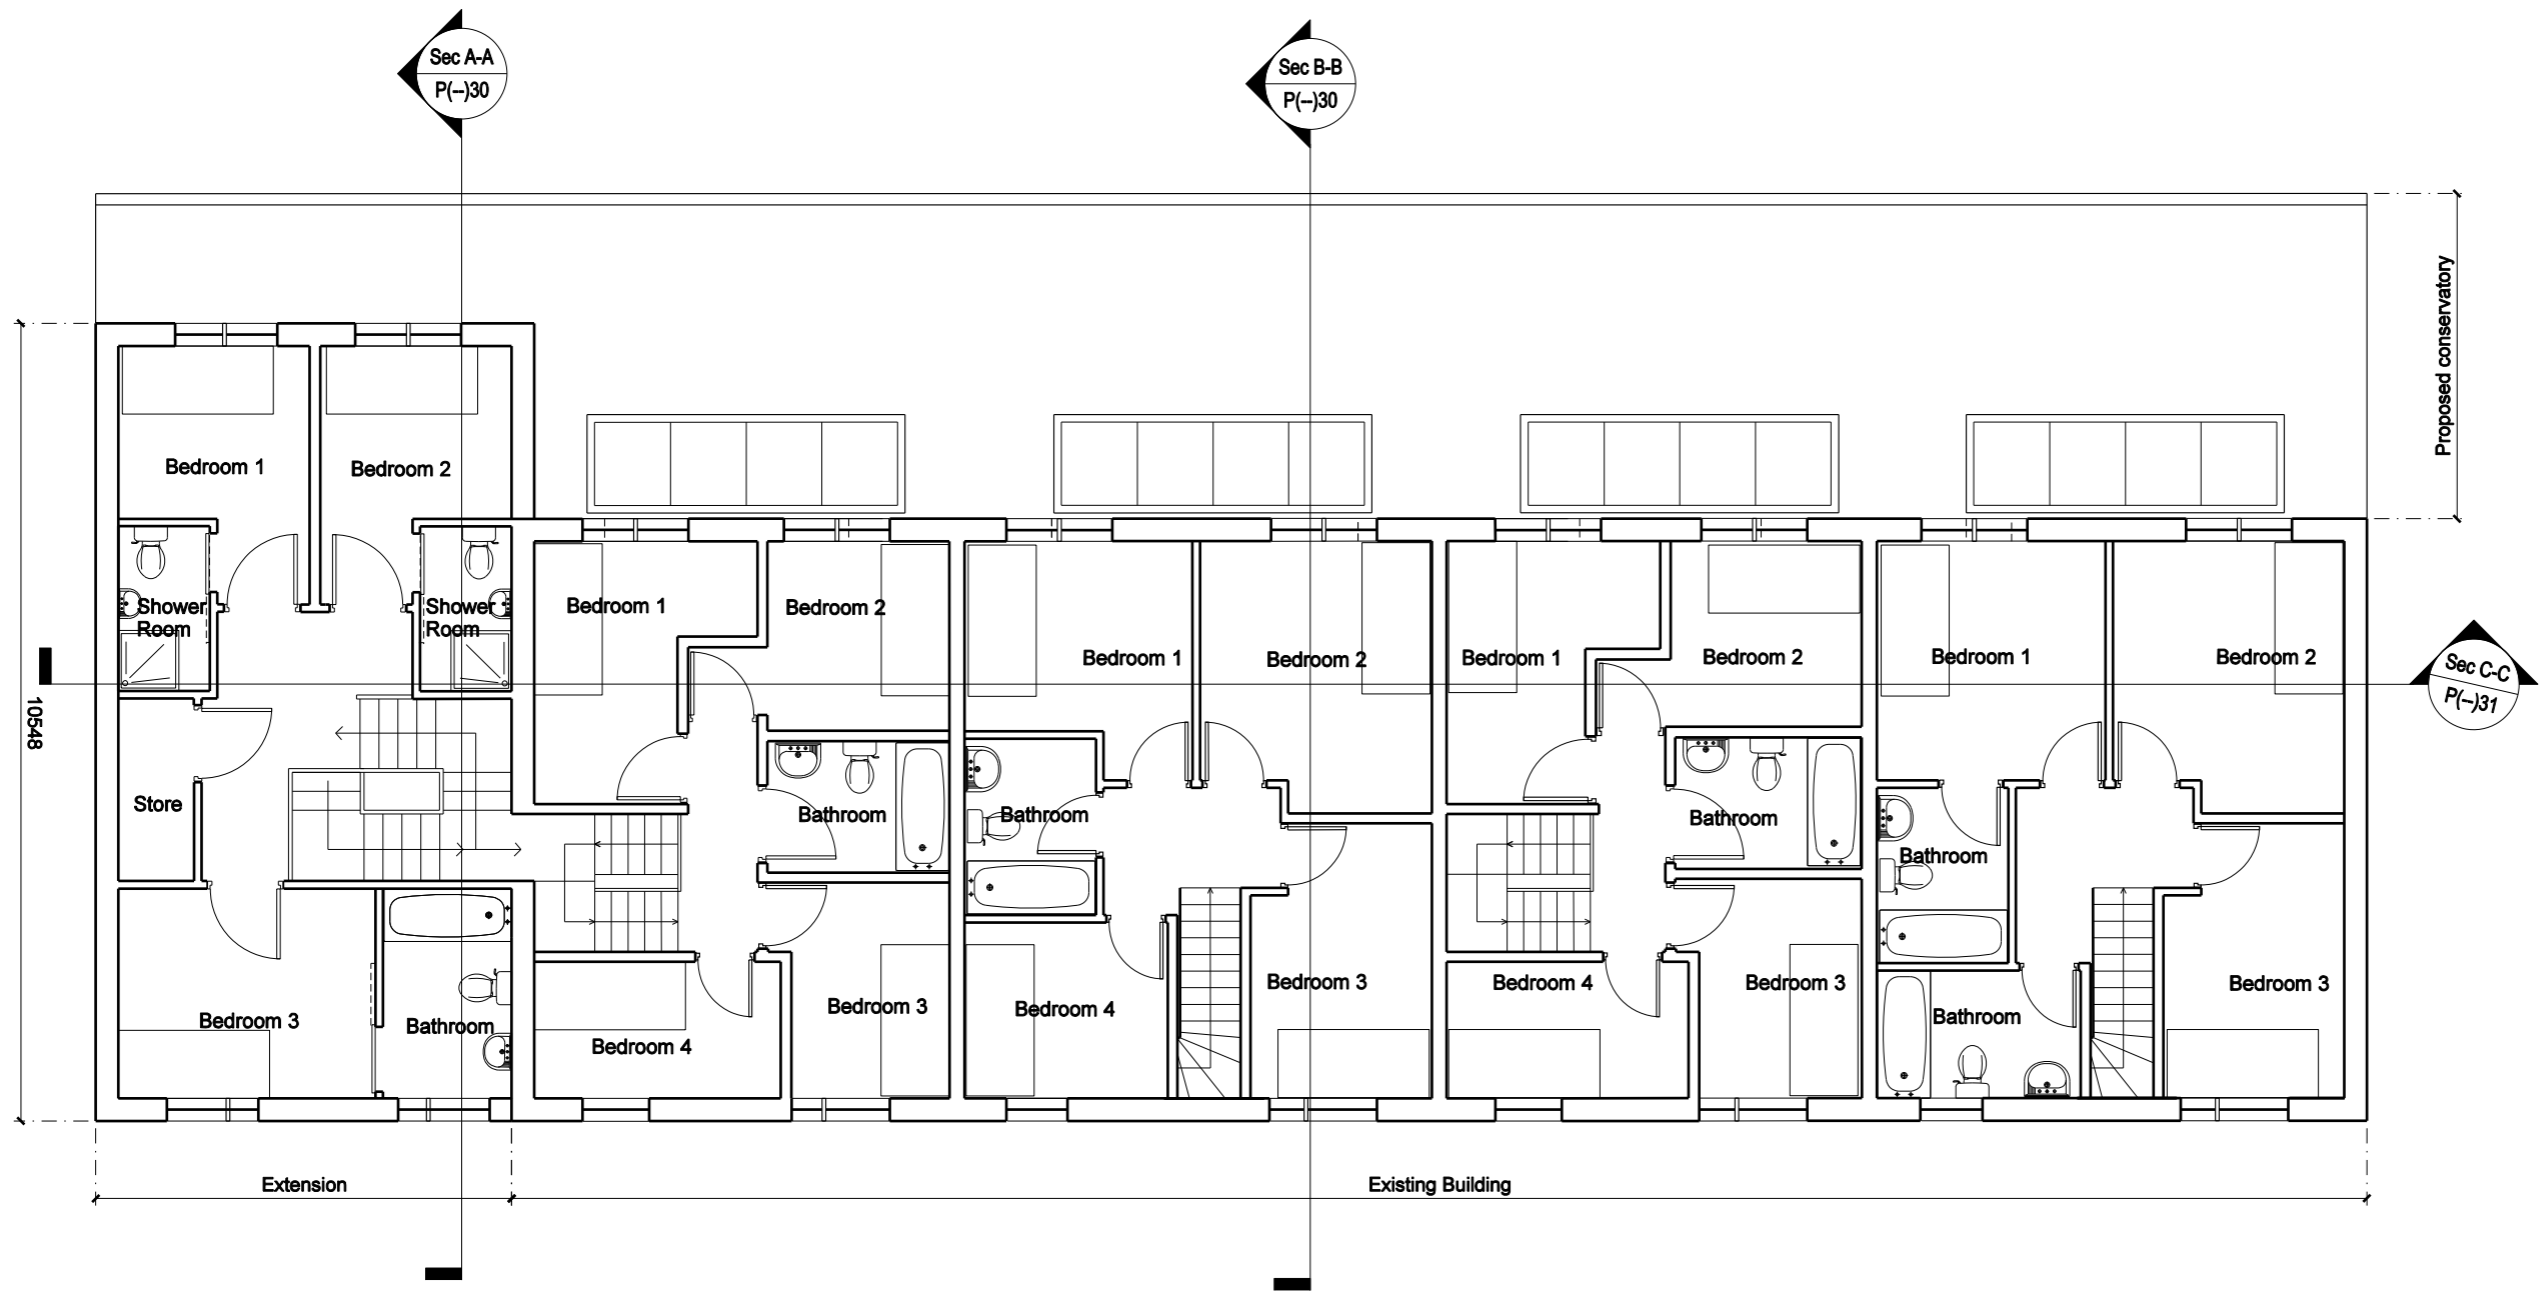 Sec A-A
P(--)30
Sec B-B
P(--)30
Proposed conservatory
Bedroom 1
Bedroom 2
Shower
Room
Shower
Room
Bedroom 1
Bedroom 2
Bedroom 1
Bedroom 2
Bedroom 1
Bedroom 2
Bedroom 1
Bedroom 2
Sec C-C
P(--)31
10548
Store
Bathroom
Bathroom
Bathroom
Bathroom
Bedroom 3
Bathroom
Bedroom 4
Bedroom 3
Bedroom 4
Bedroom 3
Bedroom 4
Bedroom 3
Bathroom
Bedroom 3
Extension
Existing Building